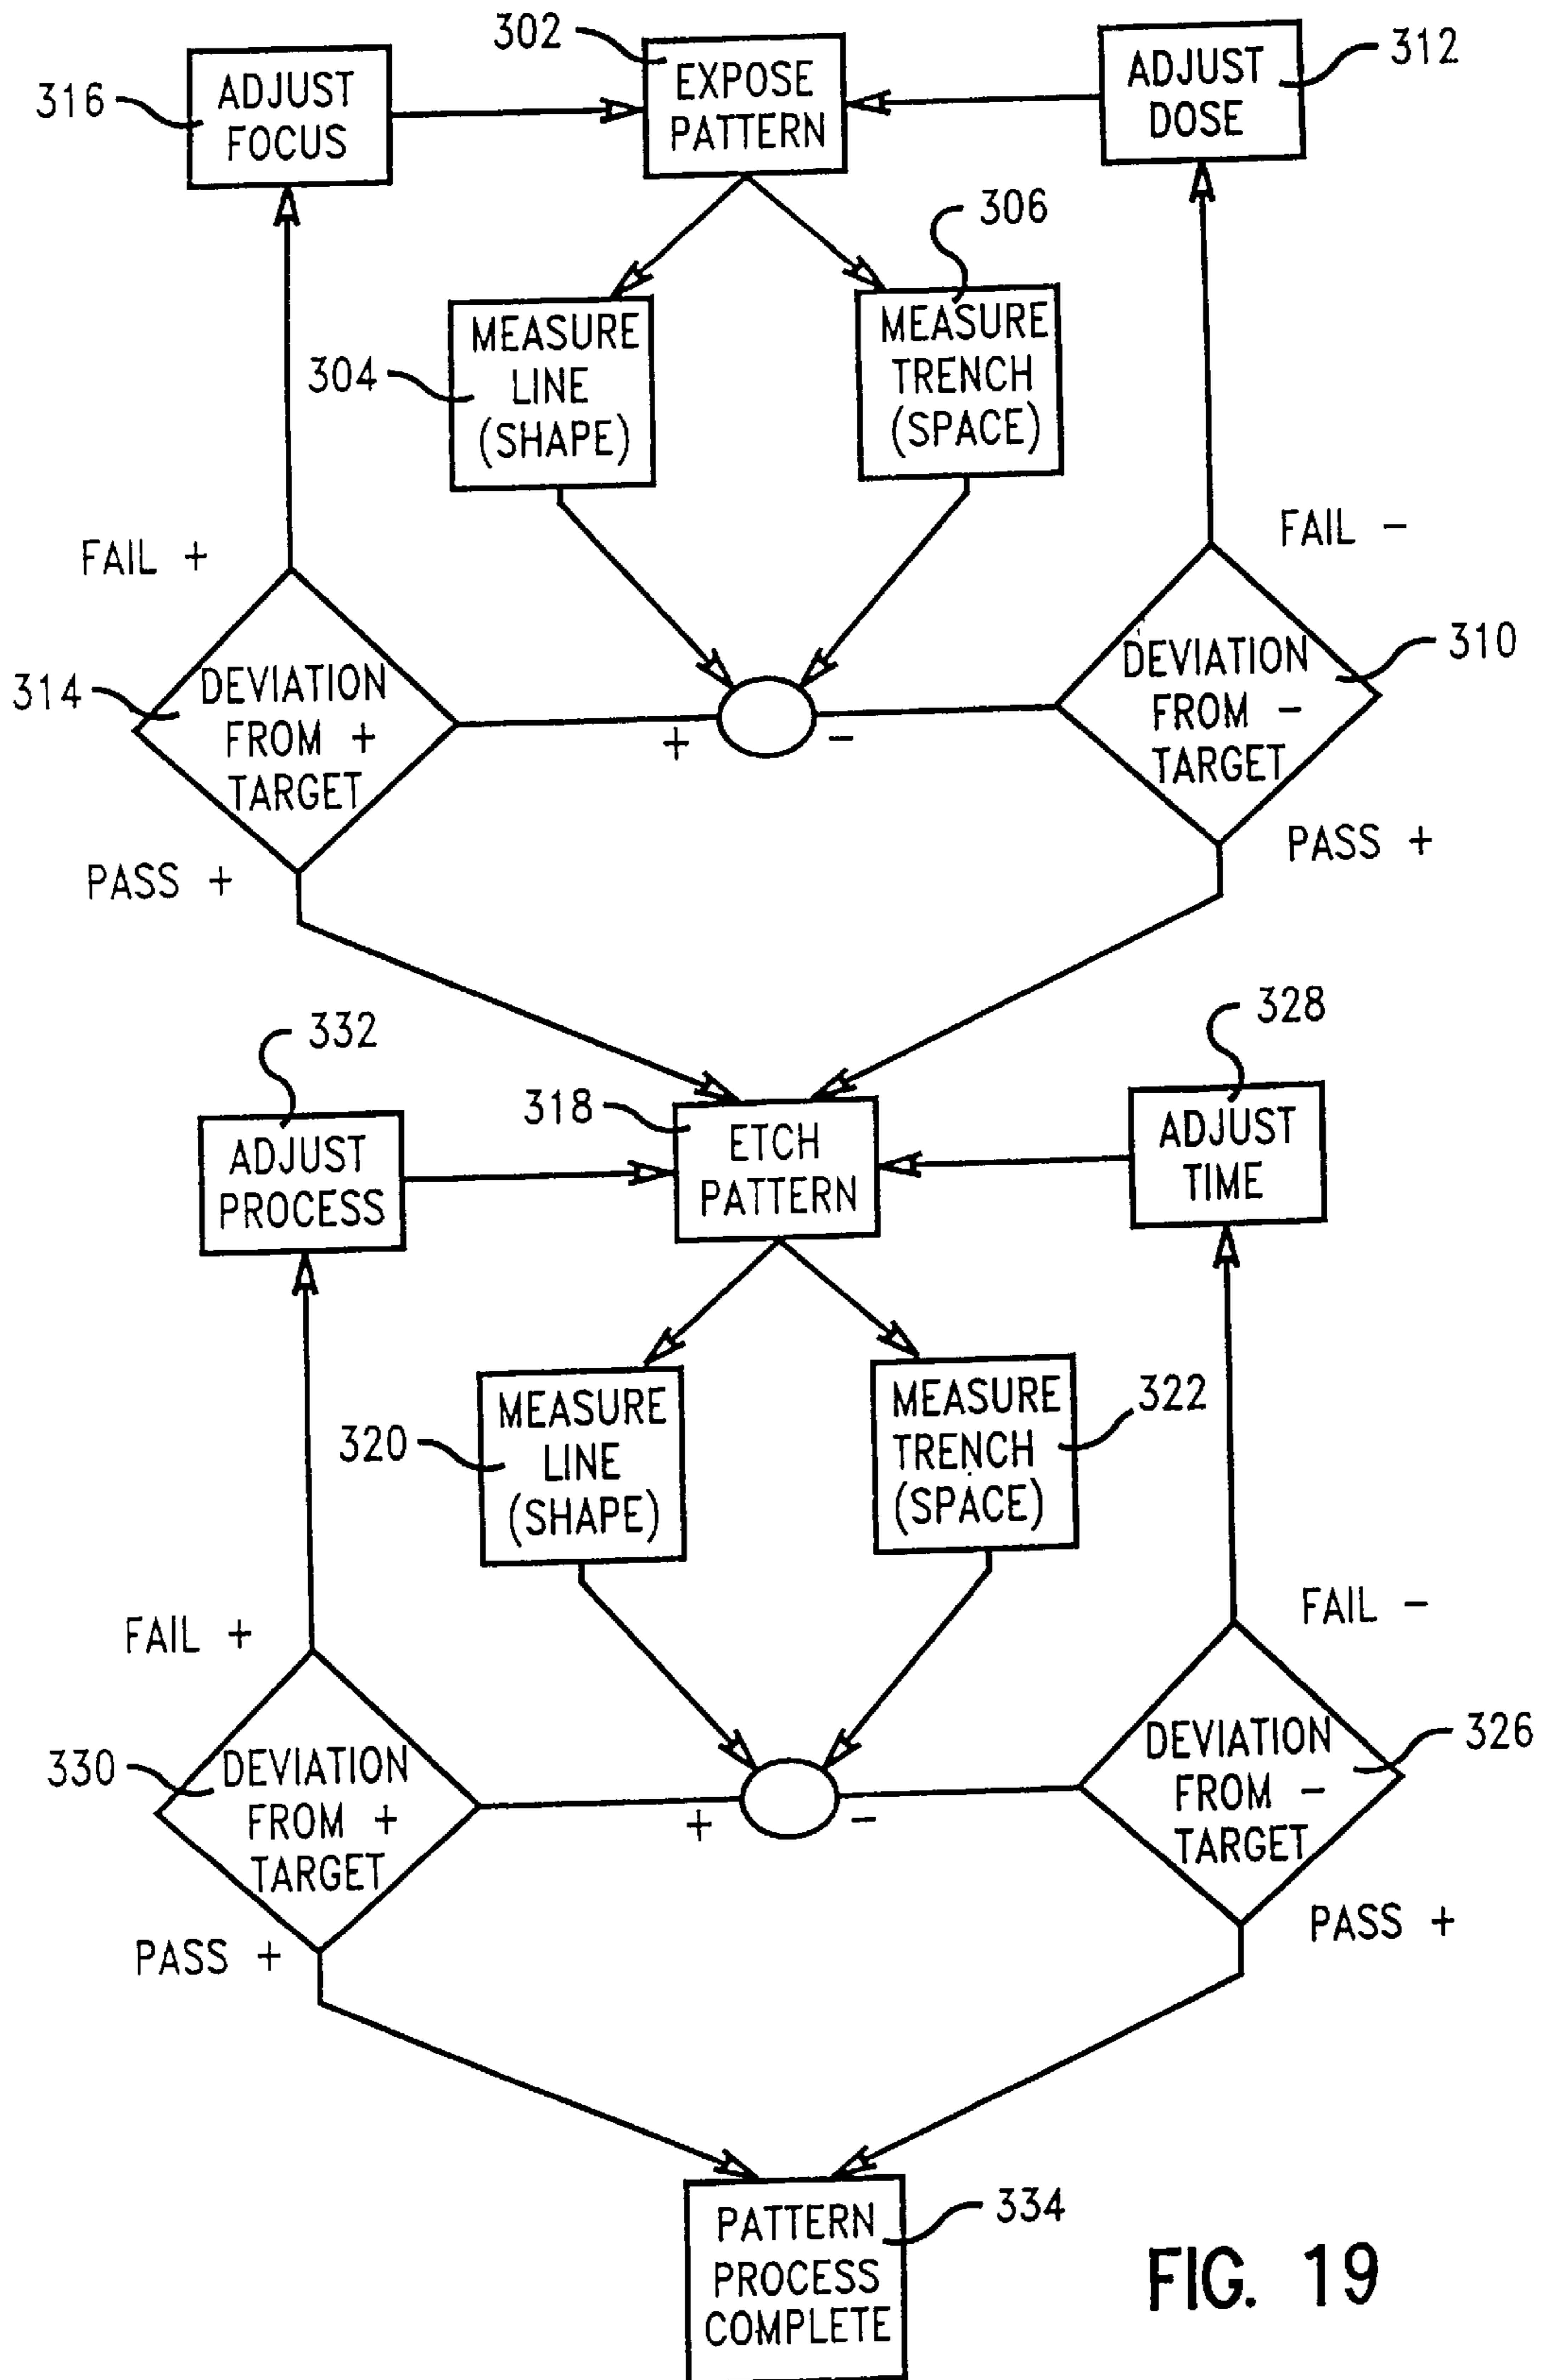 302
312
316
ADJUST
FOCUS
EXPOSE
PATTERN
ADJUST
DOSE
306
304
MEASURE
LINE
(SHAPE)
MEASURE
TRENCH
(SPACE)
FAIL +
FAIL -
314
DEVIATION
FROM +
TARGET
+
-
DEVIATION
FROM -
TARGET
310
PASS +
PASS +
332
328
318
ADJUST
PROCESS
ETCH
PATTERN
ADJUST
TIME
320
MEASURE
LINE
(SHAPE)
MEASURE
TRENCH
(SPACE)
322
FAIL +
FAIL -
330
DEVIATION
FROM +
TARGET
+
-
DEVIATION
FROM -
TARGET
326
PASS +
PASS +
PATTERN
PROCESS
COMPLETE
334
FIG. 19